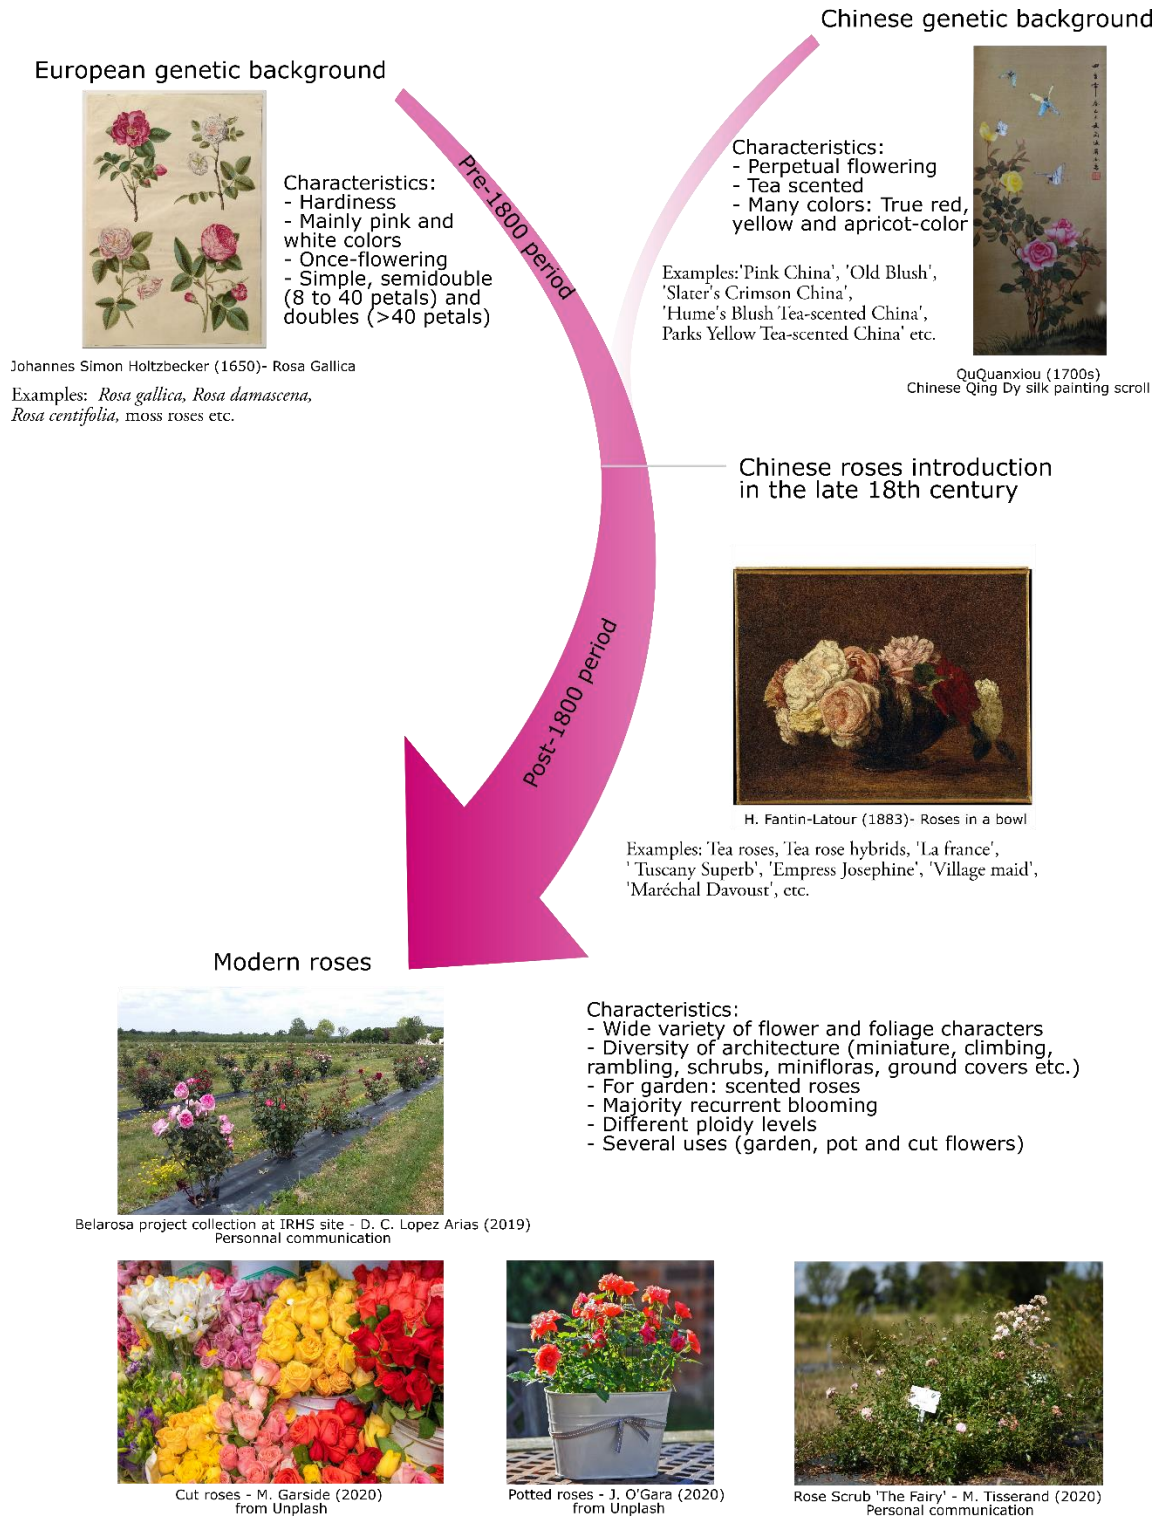 Chinese genetic background
European genetic background
Characteristics:
- Hardiness
- Mainly pink and
white colors
- Once-flowering
- Simple, semidouble
(8 to 40 petals) and
doubles (>40 petals)
Johannes Simon Holtzbecker (1650)- Rosa Gallica
Examples:  Rosa gallica, Rosa damascena,
Rosa centifolia, moss roses etc.
Pre-1800 period
Characteristics:
- Perpetual flowering
- Tea scented
- Many colors: True red,
yellow and apricot-color
Examples:'Pink China', 'Old Blush',
'Slater's Crimson China',
'Hume's Blush Tea-scented China',
Parks Yellow Tea-scented China' etc.
QuQuanxiou (1700s)
Chinese Qing Dy silk painting scroll
Chinese roses introduction
in the late 18th century
Post-1800 period
H. Fantin-Latour (1883)- Roses in a bowl
Examples: Tea roses, Tea rose hybrids, 'La france',
' Tuscany Superb', 'Empress Josephine', 'Village maid',
'Maréchal Davoust', etc.
Modern roses
Characteristics:
- Wide variety of flower and foliage characters
- Diversity of architecture (miniature, climbing,
rambling, schrubs, minifloras, ground covers etc.)
- For garden: scented roses
- Majority recurrent blooming
- Different ploidy levels
- Several uses (garden, pot and cut flowers)
Belarosa project collection at IRHS site - D. C. Lopez Arias (2019)
Personnal communication
Cut roses - M. Garside (2020)
from Unplash
Potted roses - J. O'Gara (2020)
from Unplash
Rose Scrub 'The Fairy' - M. Tisserand (2020)
Personal communication